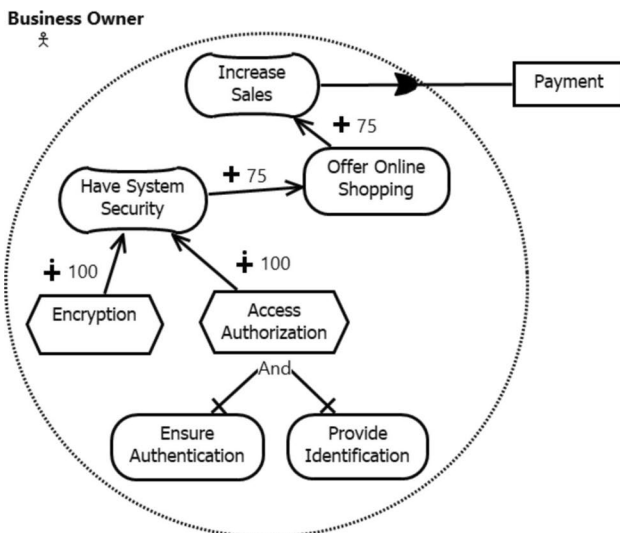 Business Owner
Increase
Sales
Payment
+ 75
Offer Online
Shopping
+ 75
Have System
Security
100
100
Encryption
Access
Authorization
And
Ensure
Authentication
Provide
Identification